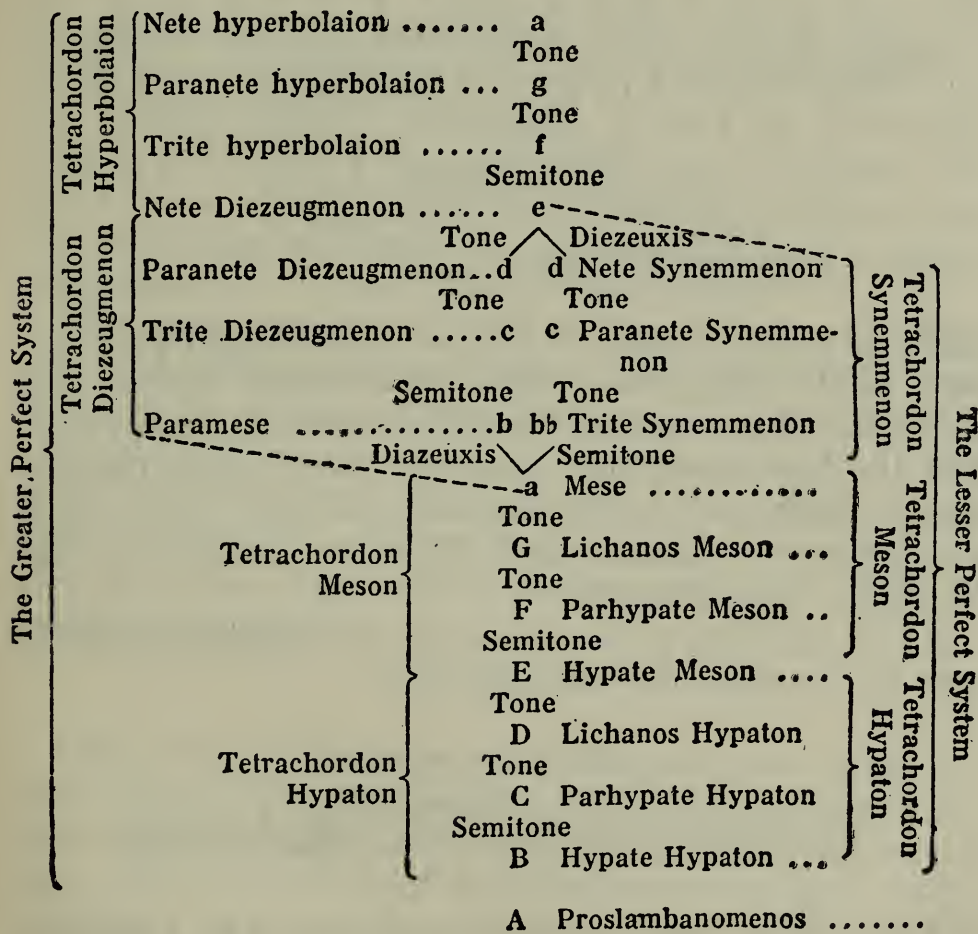 The Greater Perfect System
Tetrachordon
Hyperbolaion
Nete hyperbolaion ....... a
Tone
Paranete hyperbolaion ... g
Tone
Trite hyperbolaion ...... f
Semitone
Tetrachordon
Diezeugmenon
Nete Diezeugmenon ...... e
Tone Diezeuxis
Paranete Diezeugmenon..d d Nete Synemmenon
Tone Tone
Trite Diezeugmenon .....c c Paranete Synemme-
non
Semitone Tone
Paramese ................b bb Trite Synemmenon
Diazeuxis Semitone
a Mese .............
Tone
Tetrachordon
Meson
G Lichanos Meson ...
Tone
F Parhypate Meson ..
Semitone
E Hypate Meson ....
Tone
D Lichanos Hypaton
Tetrachordon
Hypaton
Tone
C Parhypate Hypaton
Semitone
B Hypate Hypaton ...
A Proslambanomenos .......
Tetrachordon
Synemmenon
Tetrachordon
Meson
Tetrachordon
Hypaton
The Lesser Perfect System